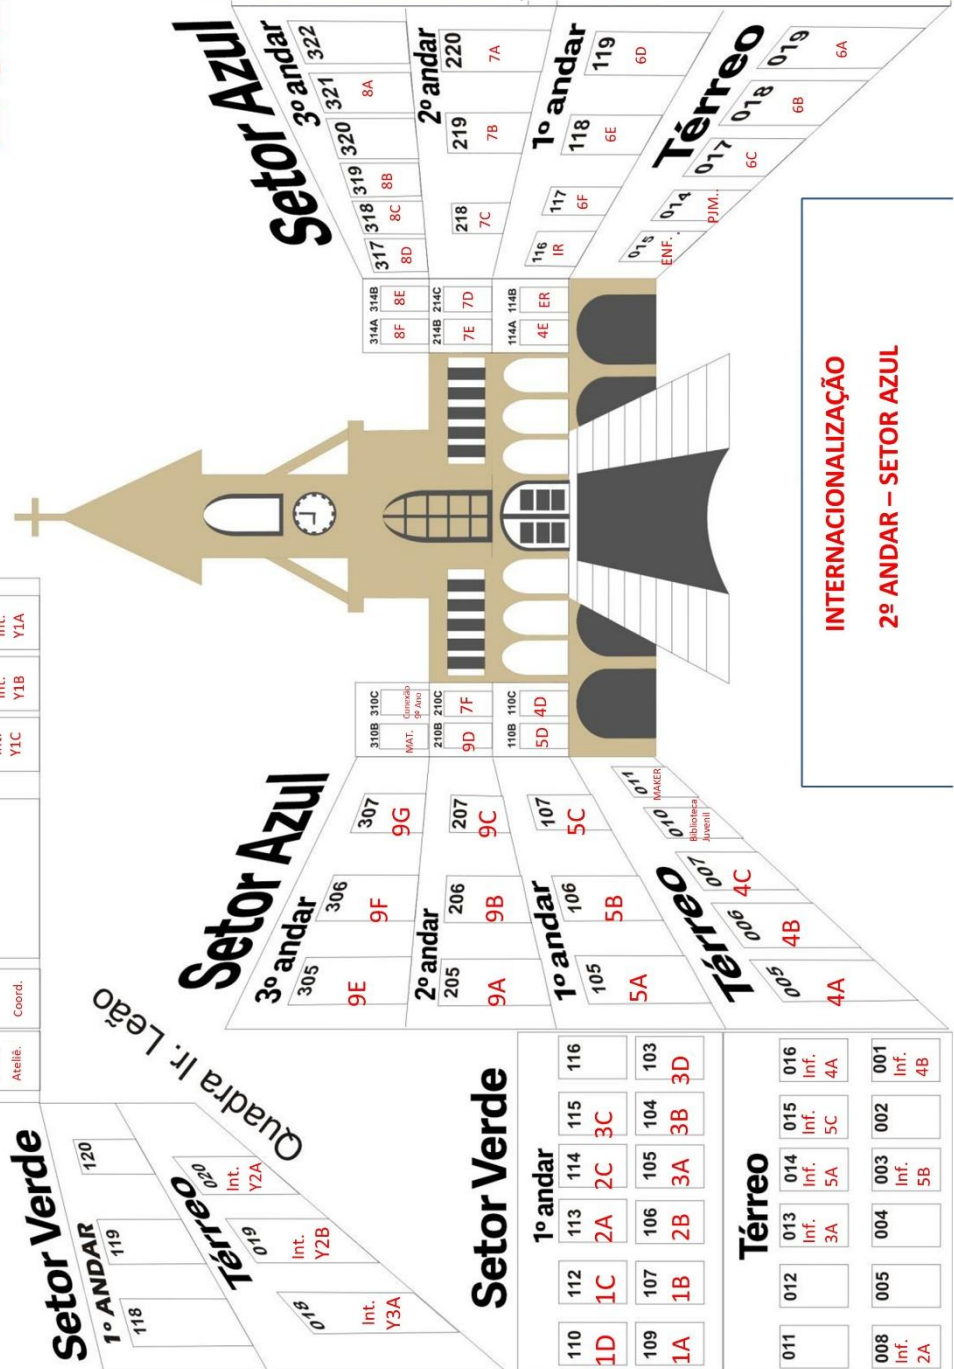 Int.
Y1C
Int.
Y1B
Int.
Y1A
Ateliê.
Coord.
Quadra Ir. Leão
Setor Verde
1º ANDAR
118
119
120
Térreo
018
Int.
Y3A
019
Int.
Y2B
020
Int.
Y2A
Setor Verde
1º andar
110
1D
112
1C
113
2A
114
2C
115
3C
116
109
1A
107
1B
106
2B
105
3A
104
3B
103
3D
Térreo
011
012
013
Inf.
3A
014
Inf.
5A
015
Inf.
5C
016
Inf.
4A
008
Inf.
2A
005
004
003
Inf.
5B
002
001
Inf.
4B
Setor Azul
3º andar
305
9E
306
9F
307
9G
2º andar
205
9A
206
9B
207
9C
1º andar
105
5A
106
5B
107
5C
Térreo
005
4A
006
4B
007
4C
010
Biblioteca
Juvenil
011
MAKER
310B
MAT.
310C
Conexão
9º Ano
210B
9D
210C
7F
110B
5D
110C
4D
314A
8F
314B
8E
214B
7E
214C
7D
114A
4E
114B
ER
Setor Azul
3º andar
317
8D
318
8C
319
8B
320
321
8A
322
2º andar
218
7C
219
7B
220
7A
1º andar
116
IR
117
6F
118
6E
119
6D
Térreo
015
ENF. .
014
PJM..
017
6C
018
6B
019
6A
INTERNACIONALIZAÇÃO
2º ANDAR – SETOR AZUL